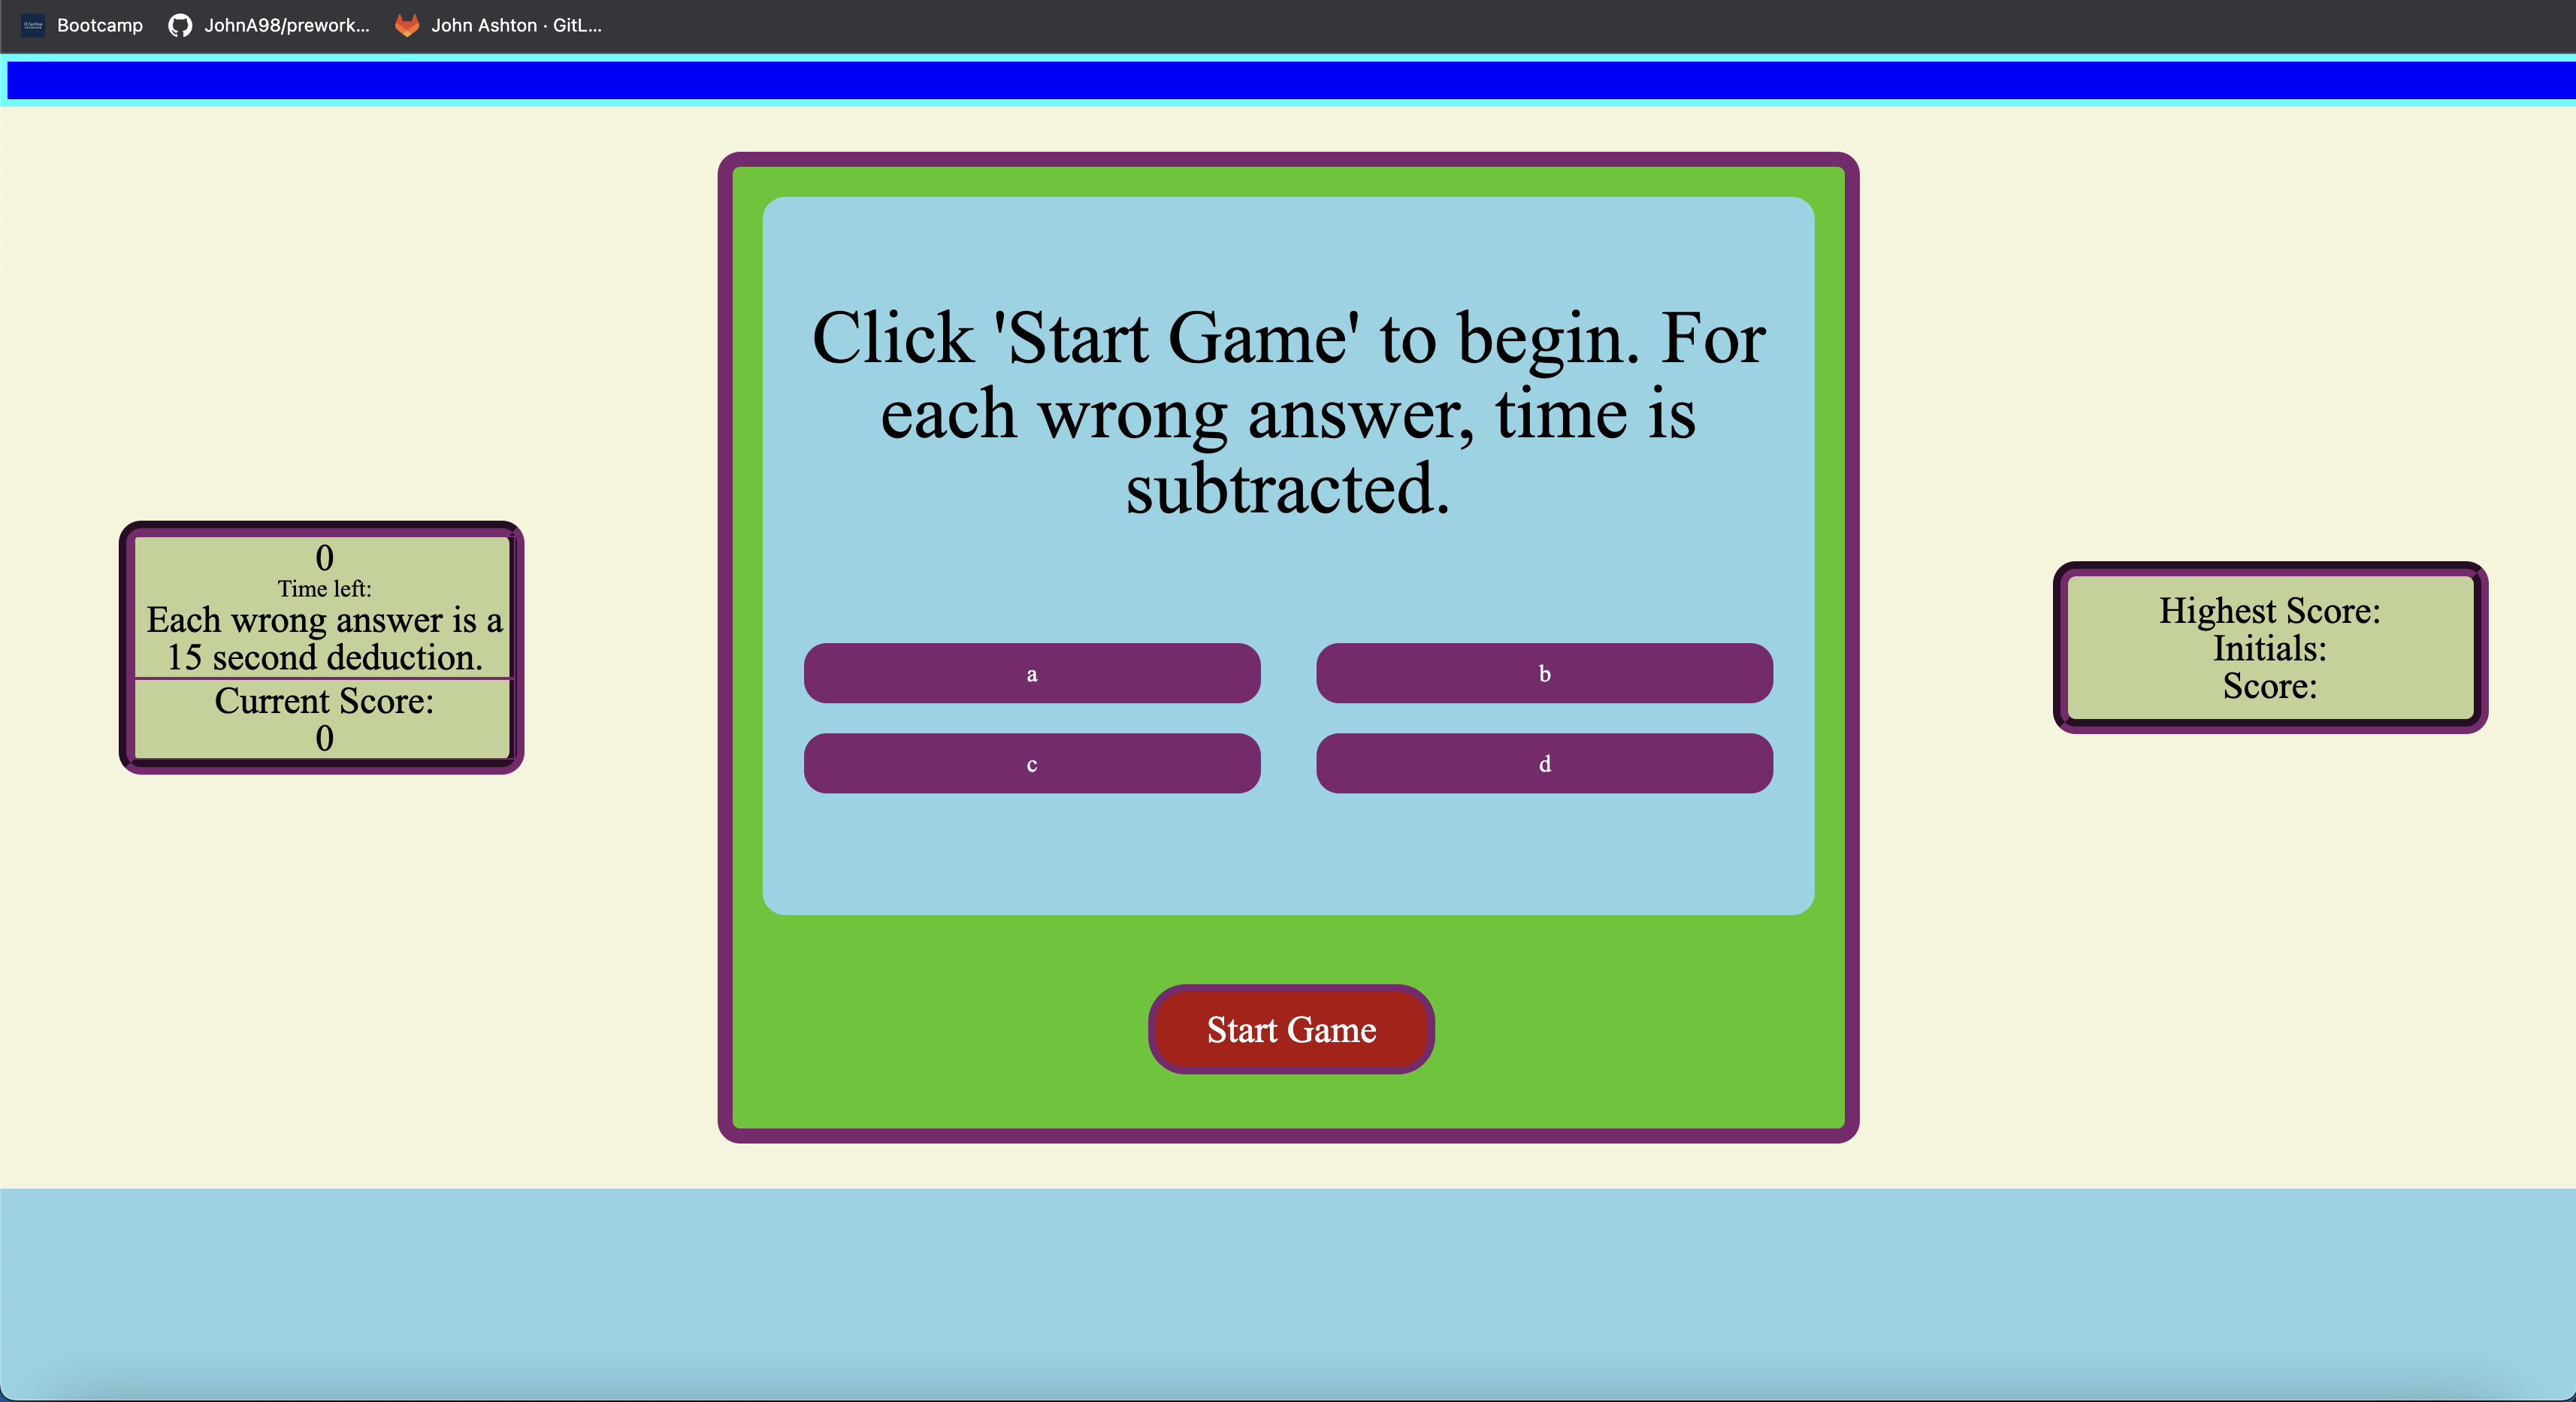 Bootcamp JohnA98/prework... John Ashton · GitL...
Click 'Start Game' to begin. For
each wrong answer, time is
subtracted.
0
Time left:
Each wrong answer is a
15 second deduction.
Current Score:
0
a b
c d
Highest Score:
Initials:
Score:
Start Game